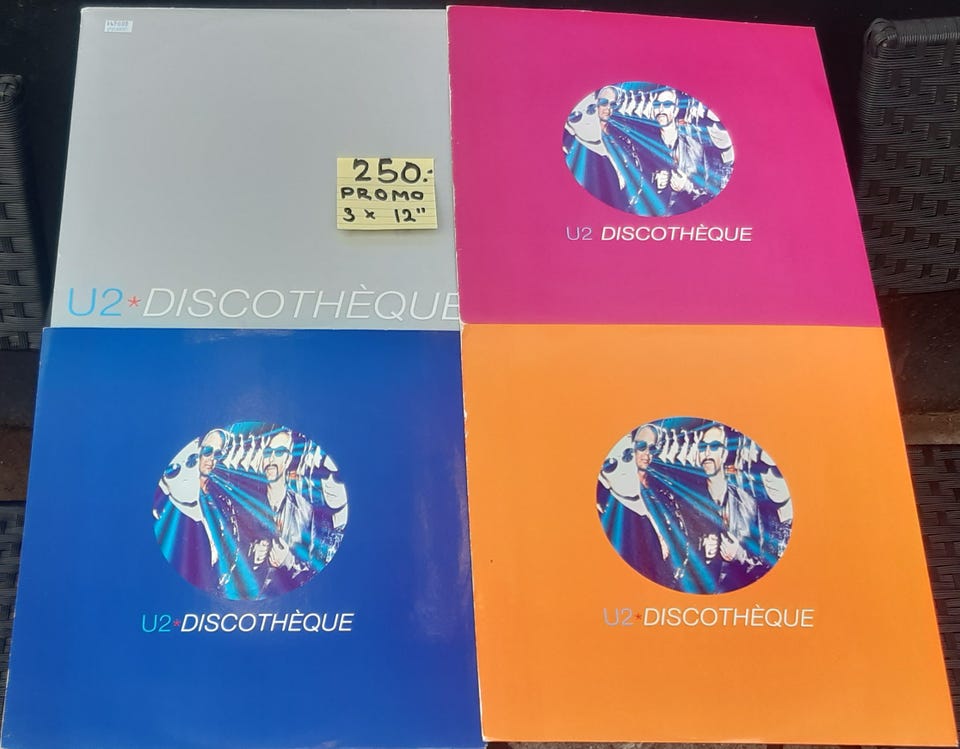 250.-
PROMO
3 x 12"
U2*DISCOTHÈQUE
U2 DISCOTHÈQUE
U2*DISCOTHÈQUE
U2*DISCOTHÈQUE